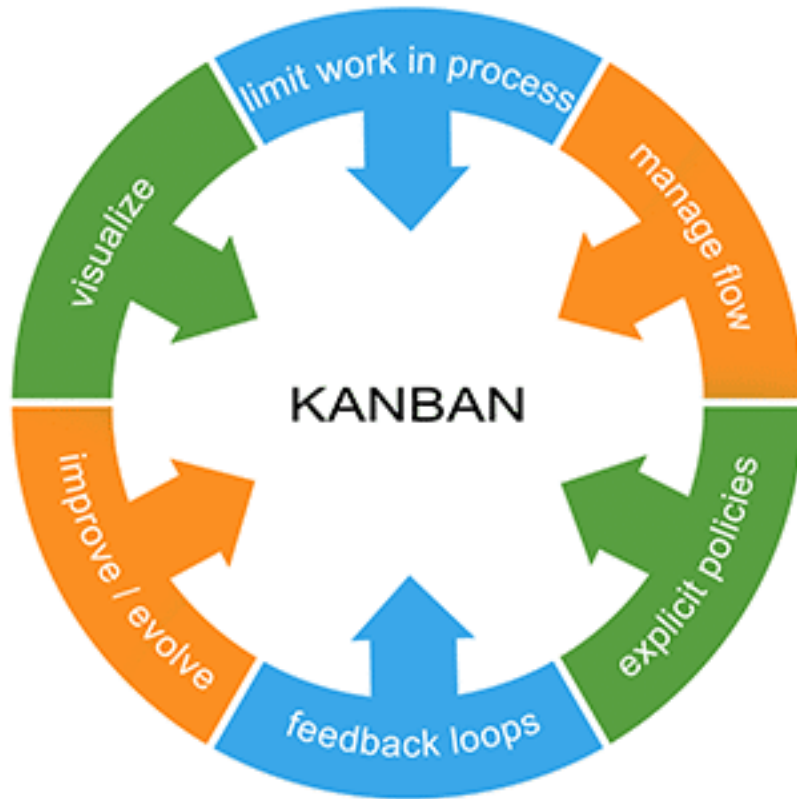 limit work in process
manage flow
explicit policies
feedback loops
improve / evolve
visualize
KANBAN